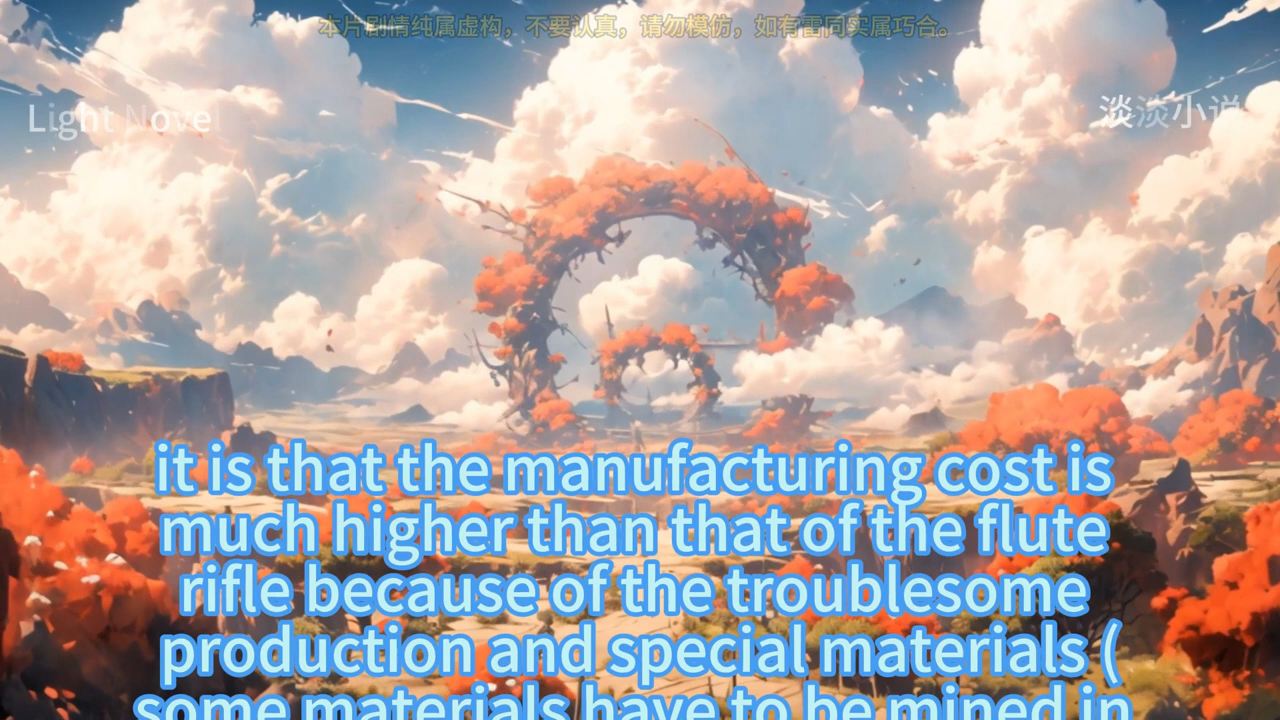 本片剧情纯属虚构，不要认真，请勿模仿，如有雷同实属巧合。
Light Novel
淡淡小说
it is that the manufacturing cost is
much higher than that of the flute
rifle because of the troublesome
production and special materials (
some materials have to be mined in